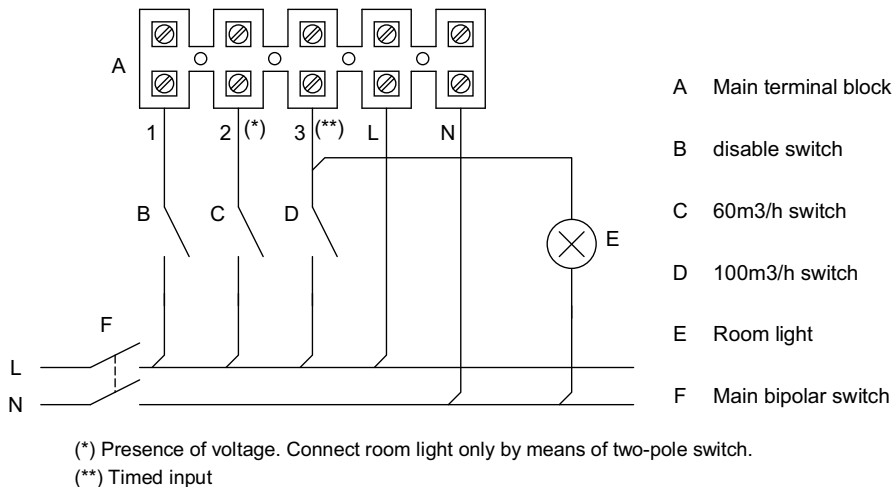 A
1 2 (*) 3 (**) L N
B C D
E
F
L
N
A Main terminal block
B disable switch
C 60m3/h switch
D 100m3/h switch
E Room light
F Main bipolar switch
(*) Presence of voltage. Connect room light only by means of two-pole switch.
(**) Timed input